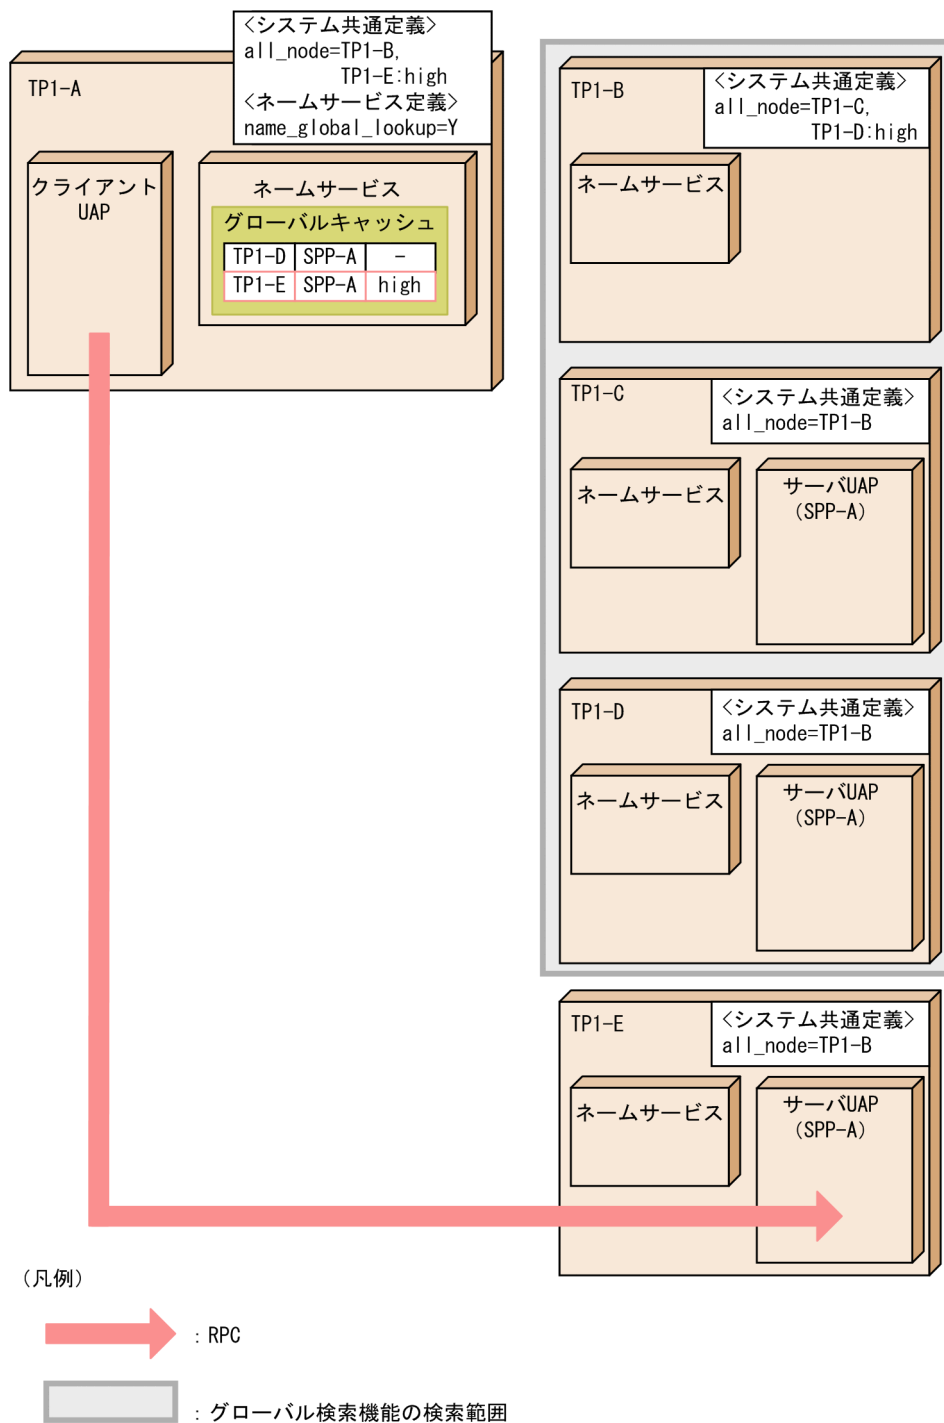 <システム共通定義>
all_node=TP1-B,
TP1-E:high
<ネームサービス定義>
name_global_lookup=Y
TP1-A
クライアント
UAP
ネームサービス
グローバルキャッシュ
TP1-D SPP-A -
TP1-E SPP-A high
TP1-B
<システム共通定義>
all_node=TP1-C,
TP1-D:high
ネームサービス
TP1-C
<システム共通定義>
all_node=TP1-B
ネームサービス
サーバUAP
(SPP-A)
TP1-D
<システム共通定義>
all_node=TP1-B
ネームサービス
サーバUAP
(SPP-A)
TP1-E
<システム共通定義>
all_node=TP1-B
ネームサービス
サーバUAP
(SPP-A)
(凡例)
: RPC
: グローバル検索機能の検索範囲